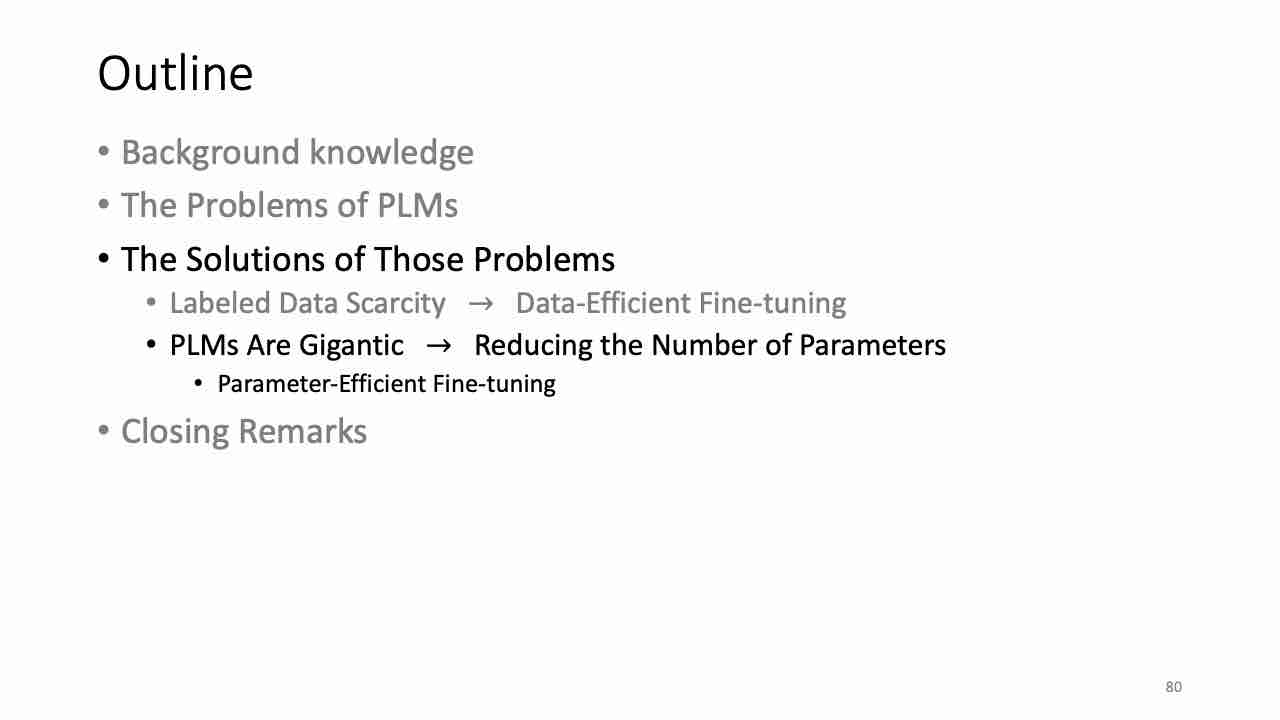 Outline
• Background knowledge
• The Problems of PLMs
• The Solutions of Those Problems
• Labeled Data Scarcity → Data-Efficient Fine-tuning
• PLMs Are Gigantic → Reducing the Number of Parameters
• Parameter-Efficient Fine-tuning
• Closing Remarks
80